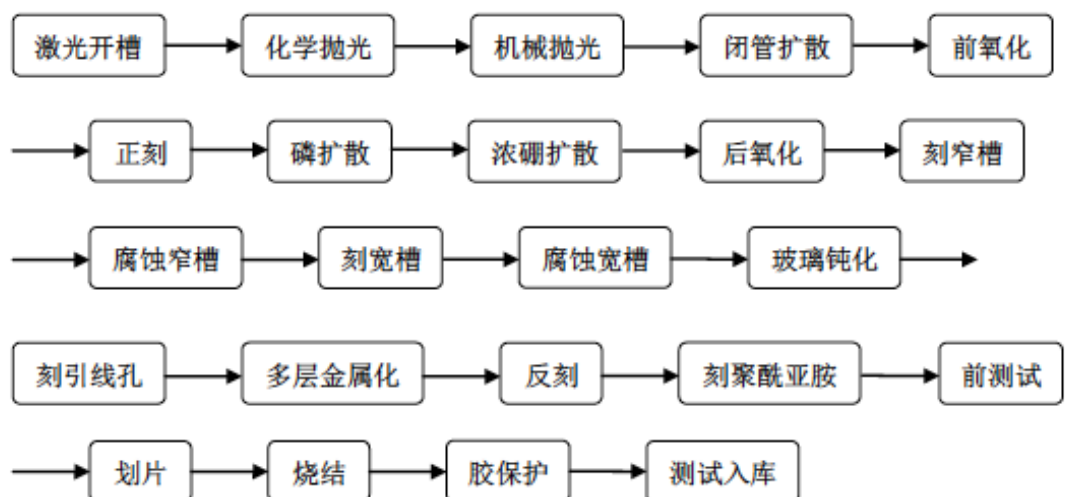 激光开槽 化学抛光 机械抛光 闭管扩散 前氧化
正刻 磷扩散 浓硼扩散 后氧化 刻窄槽
腐蚀窄槽 刻宽槽 腐蚀宽槽 玻璃钝化
刻引线孔 多层金属化 反刻 刻聚酰亚胺 前测试
划片 烧结 胶保护 测试入库